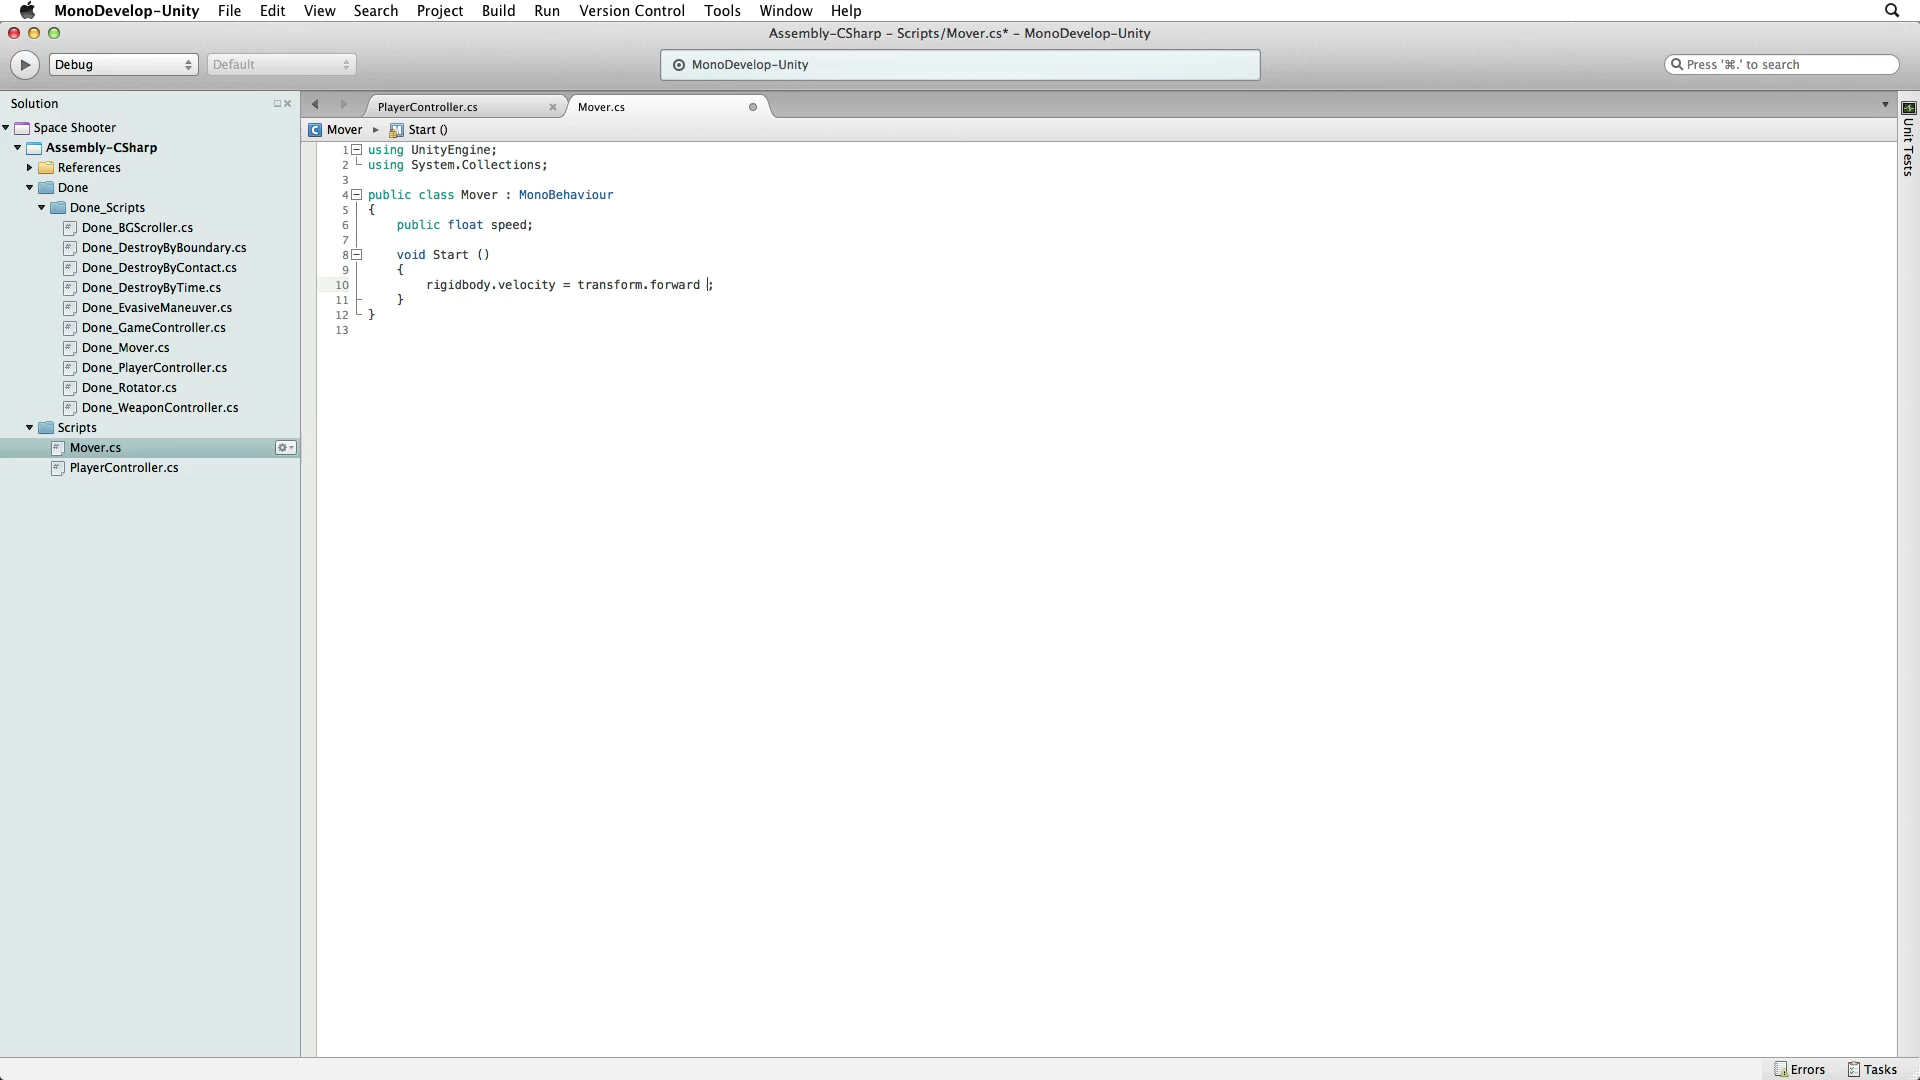 MonoDevelop-Unity File Edit View Search Project Build Run Version Control Tools Window Help
Assembly-CSharp – Scripts/Mover.cs* – MonoDevelop-Unity
Debug Default MonoDevelop-Unity Press '⌘.' to search
Solution
PlayerController.cs Mover.cs
Mover ▸ Start ()
Space Shooter
Assembly-CSharp
References
Done
Done_Scripts
Done_BGScroller.cs
Done_DestroyByBoundary.cs
Done_DestroyByContact.cs
Done_DestroyByTime.cs
Done_EvasiveManeuver.cs
Done_GameController.cs
Done_Mover.cs
Done_PlayerController.cs
Done_Rotator.cs
Done_WeaponController.cs
Scripts
Mover.cs
PlayerController.cs
1 using UnityEngine;
2 using System.Collections;
3
4 public class Mover : MonoBehaviour
5 {
6 public float speed;
7
8 void Start ()
9 {
10 rigidbody.velocity = transform.forward ;
11 }
12 }
13
Unit Tests
Errors Tasks